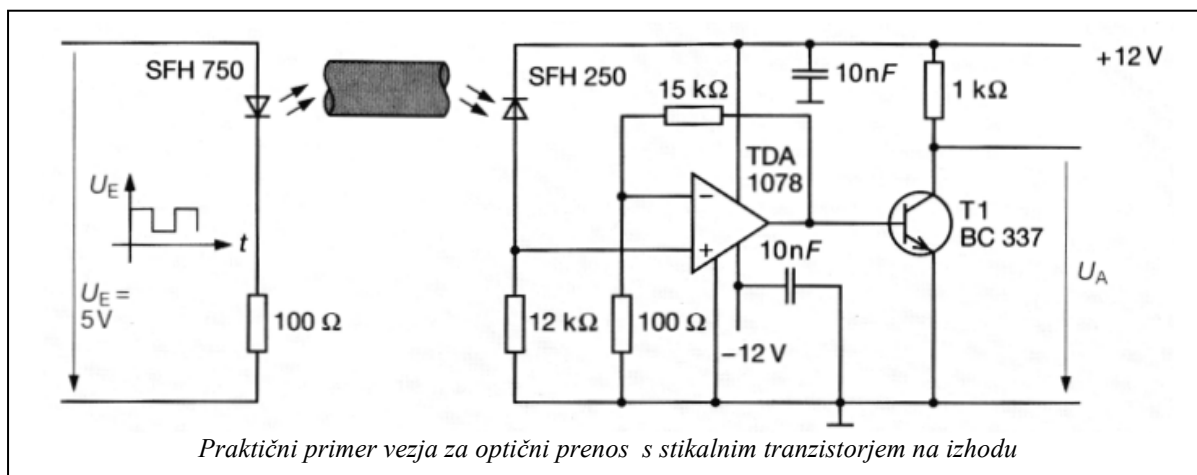 SFH 750
SFH 250
10nF
+12 V
15 kΩ
1 kΩ
TDA
1078
U_E
t
T1
BC 337
10nF
U_A
U_E =
5V
100 Ω
12 kΩ
100 Ω
−12 V
Praktični primer vezja za optični prenos s stikalnim tranzistorjem na izhodu